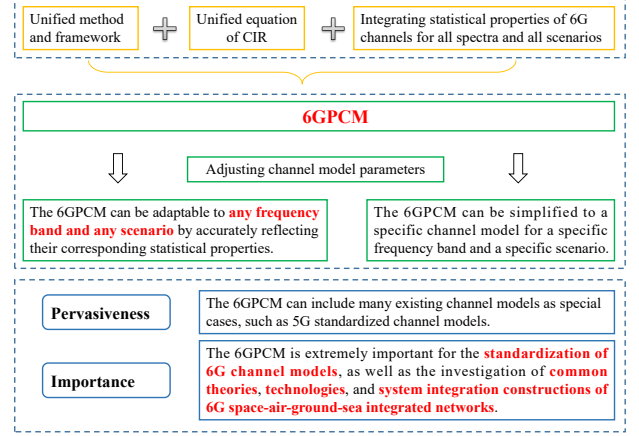 Unified method and framework
Unified equation of CIR
Integrating statistical properties of 6G channels for all spectra and all scenarios
6GPCM
Adjusting channel model parameters
The 6GPCM can be adaptable to any frequency
band and any scenario by accurately reflecting
their corresponding statistical properties.
The 6GPCM can be simplified to a
specific channel model for a specific
frequency band and a specific scenario.
Pervasiveness
The 6GPCM can include many existing channel models as special
cases, such as 5G standardized channel models.
Importance
The 6GPCM is extremely important for the standardization of
6G channel models, as well as the investigation of common
theories, technologies, and system integration constructions of
6G space-air-ground-sea integrated networks.